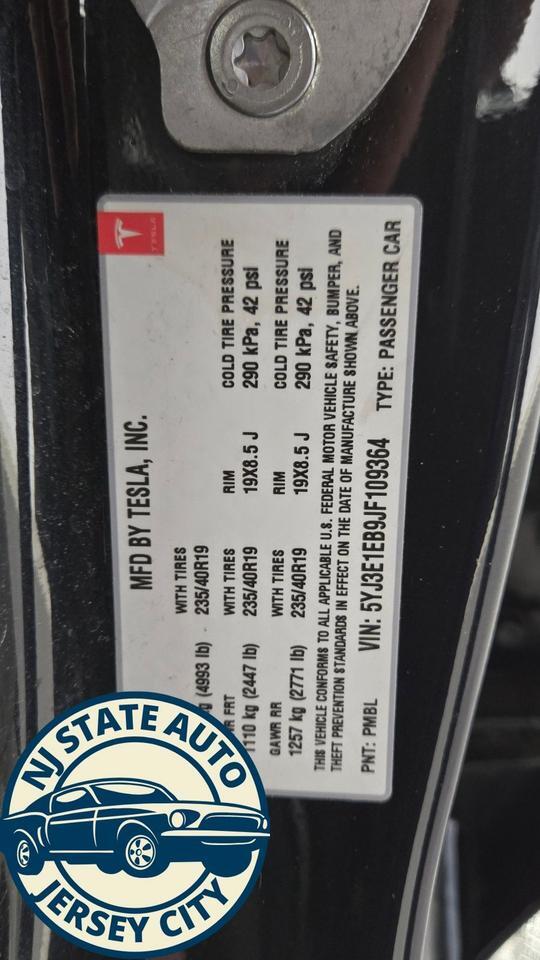 TESLA
MFD BY TESLA, INC.
(4993 lb) WITH TIRES 235/40R19
FRT WITH TIRES RIM COLD TIRE PRESSURE
1110 kg (2447 lb) 235/40R19 19X8.5 J 290 kPa, 42 psi
GAWR RR WITH TIRES RIM COLD TIRE PRESSURE
1257 kg (2771 lb) 235/40R19 19X8.5 J 290 kPa, 42 psi
THIS VEHICLE CONFORMS TO ALL APPLICABLE U.S. FEDERAL MOTOR VEHICLE SAFETY, BUMPER, AND
THEFT PREVENTION STANDARDS IN EFFECT ON THE DATE OF MANUFACTURE SHOWN ABOVE.
PNT: PMBL VIN: 5YJ3E1EB9JF109364 TYPE: PASSENGER CAR
NJ STATE AUTO
JERSEY CITY